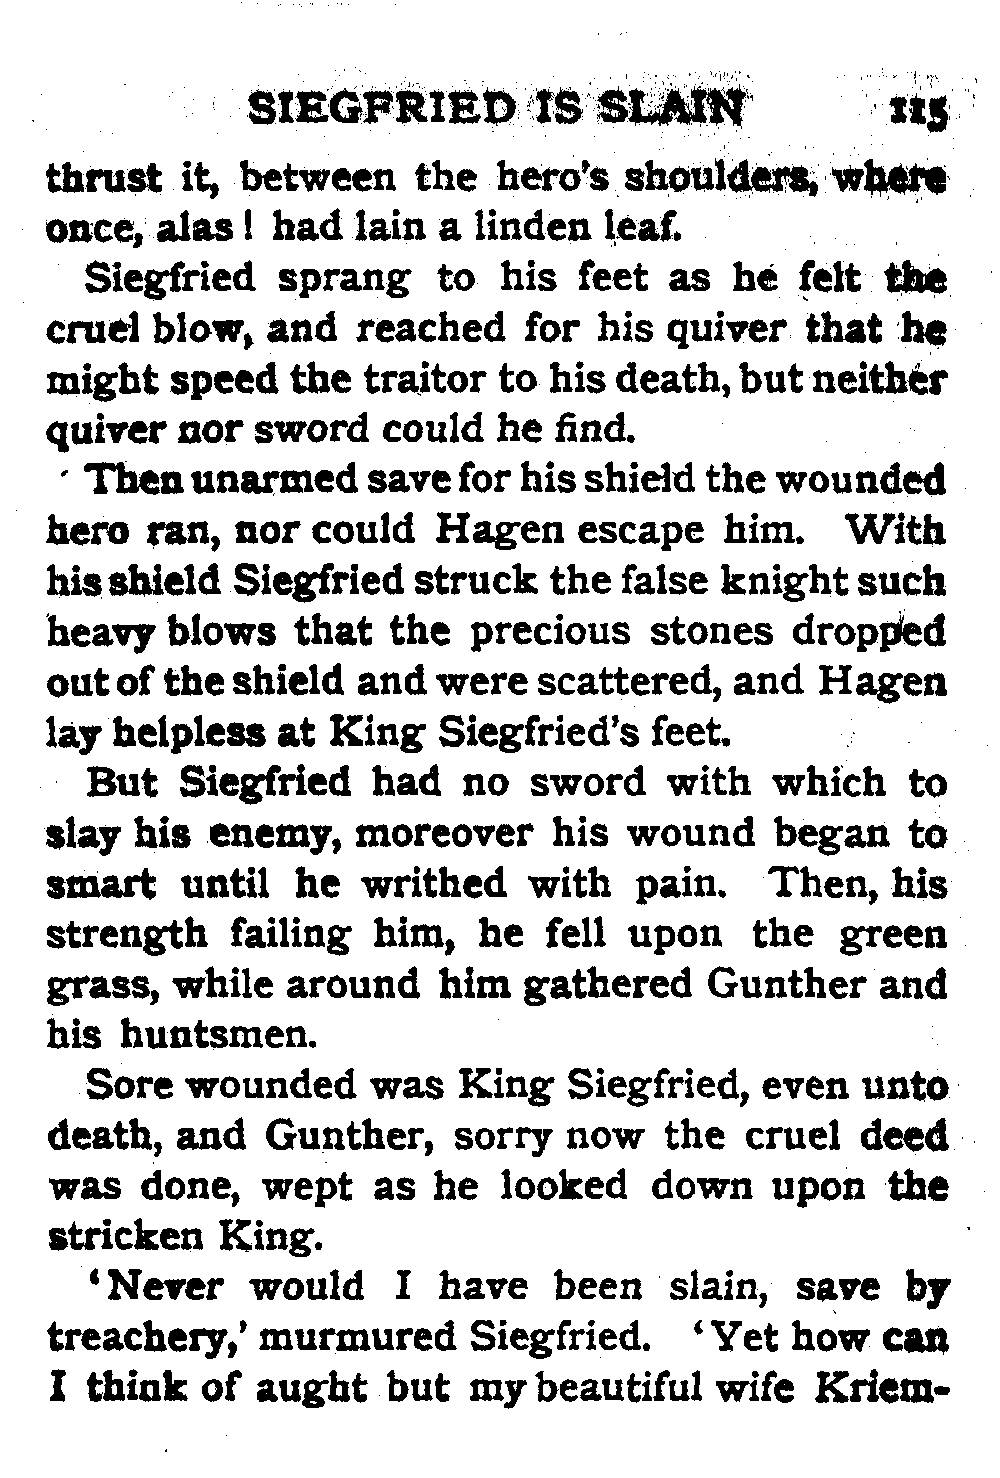 SIEGFRIED IS SLAIN 115
thrust it, between the hero's shoulders, where
once, alas! had lain a linden leaf.
Siegfried sprang to his feet as he felt the
cruel blow, and reached for his quiver that he
might speed the traitor to his death, but neither
quiver nor sword could he find.
Then unarmed save for his shield the wounded
hero ran, nor could Hagen escape him. With
his shield Siegfried struck the false knight such
heavy blows that the precious stones dropped
out of the shield and were scattered, and Hagen
lay helpless at King Siegfried's feet.
But Siegfried had no sword with which to
slay his enemy, moreover his wound began to
smart until he writhed with pain. Then, his
strength failing him, he fell upon the green
grass, while around him gathered Gunther and
his huntsmen.
Sore wounded was King Siegfried, even unto
death, and Gunther, sorry now the cruel deed
was done, wept as he looked down upon the
stricken King.
'Never would I have been slain, save by
treachery,' murmured Siegfried. 'Yet how can
I think of aught but my beautiful wife Kriem-